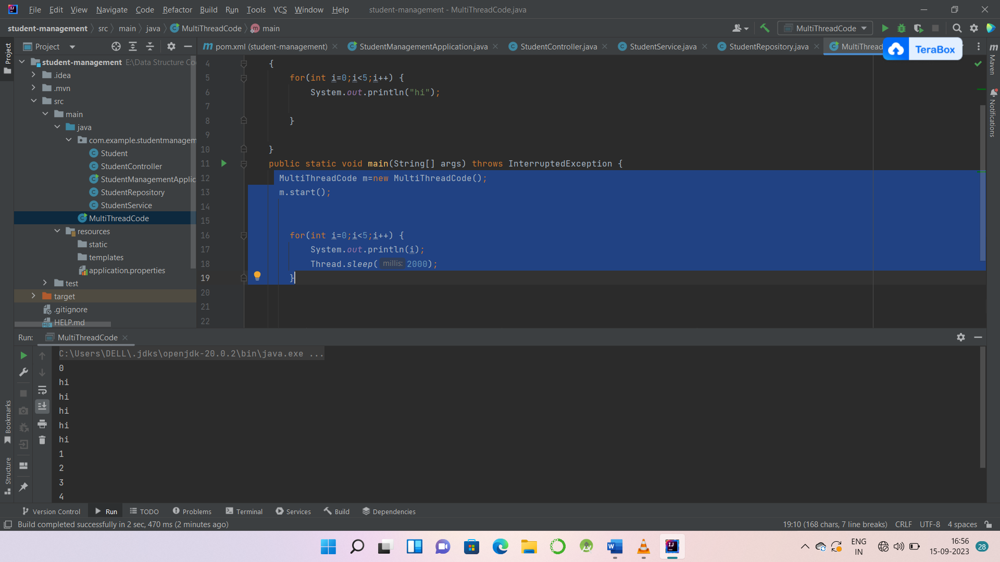 File Edit View Navigate Code Refactor Build Run Tools VCS Window Help student-management - MultiThreadCode.java
student-management src main java MultiThreadCode main MultiThreadCode
Project pom.xml (student-management) StudentManagementApplication.java StudentController.java StudentService.java StudentRepository.java MultiThread
TeraBox
Project
Maven
Notifications
Bookmarks
Structure
student-management E:\Data Structure Co
.idea
.mvn
src
main
java
com.example.studentmanagem
Student
StudentController
StudentManagementApplic
StudentRepository
StudentService
MultiThreadCode
resources
static
templates
application.properties
test
target
.gitignore
HELP.md
4 {
5 for(int i=0;i<5;i++) {
6 System.out.println("hi");
7
8 }
9
10 }
11 public static void main(String[] args) throws InterruptedException {
12 MultiThreadCode m=new MultiThreadCode();
13 m.start();
14
15
16 for(int i=0;i<5;i++) {
17 System.out.println(i);
18 Thread.sleep( millis: 2000);
19 }
20
21
22
Run: MultiThreadCode
C:\Users\DELL\.jdks\openjdk-20.0.2\bin\java.exe ...
0
hi
hi
hi
hi
hi
1
2
3
4
Version Control Run TODO Problems Terminal Services Build Dependencies
Build completed successfully in 2 sec, 470 ms (2 minutes ago) 19:10 (168 chars, 7 line breaks) CRLF UTF-8 4 spaces
ENG
IN
16:56
15-09-2023
28